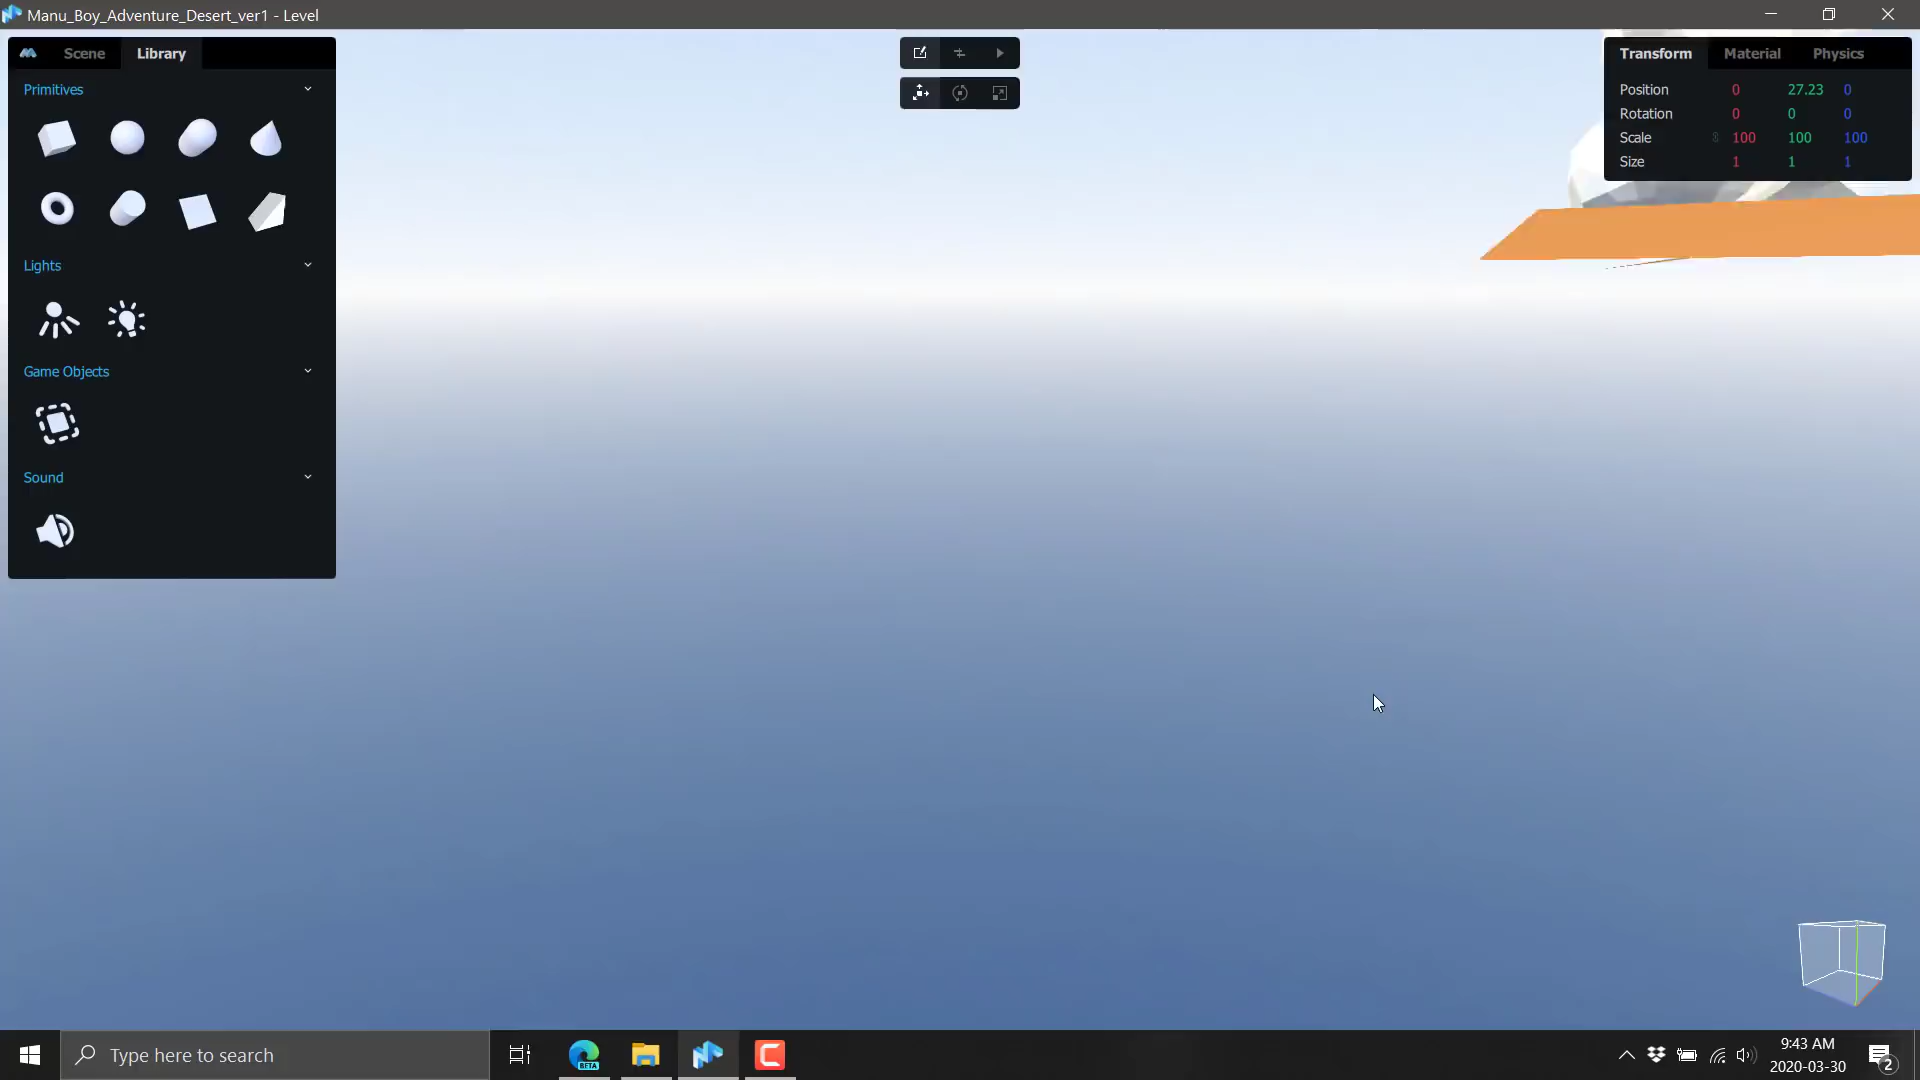 Manu_Boy_Adventure_Desert_ver1 - Level
Scene Library
Primitives
Lights
Game Objects
Sound
Transform Material Physics
Position 0 27.23 0
Rotation 0 0 0
Scale 100 100 100
Size 1 1 1
Type here to search
BETA
9:43 AM
2020-03-30
2